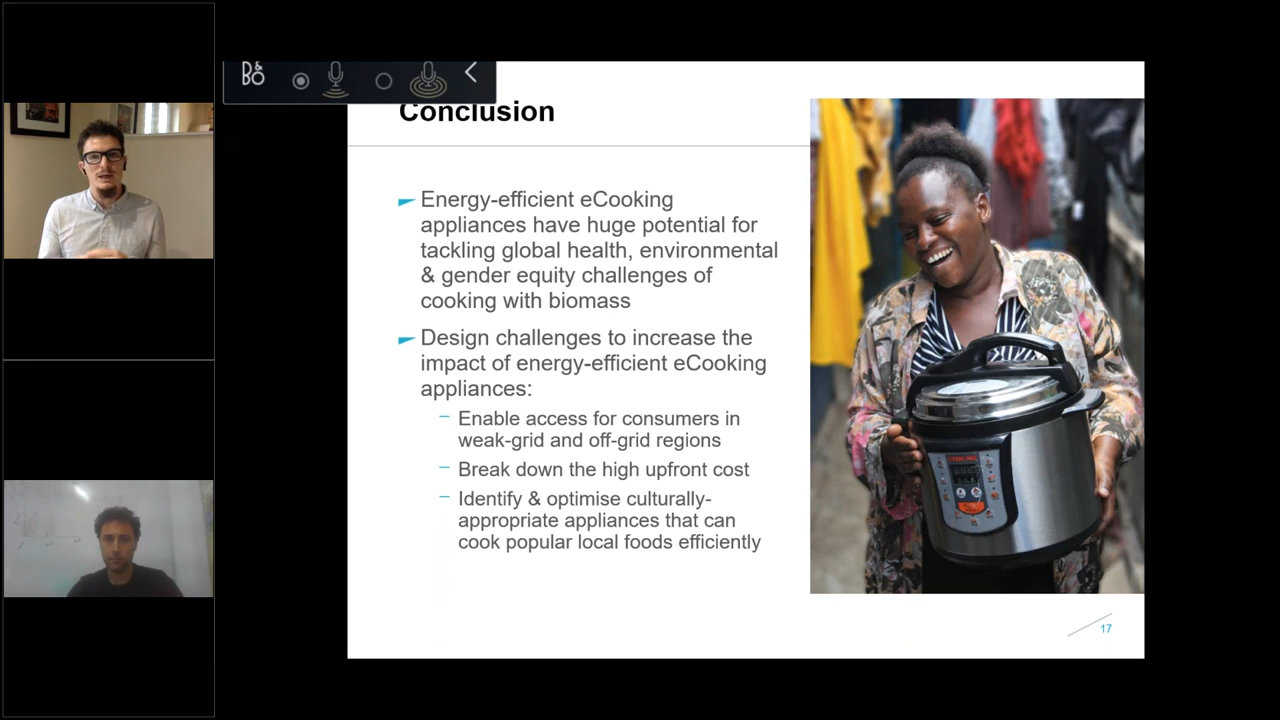 B&O
Conclusion
Energy-efficient eCooking
appliances have huge potential for
tackling global health, environmental
& gender equity challenges of
cooking with biomass
Design challenges to increase the
impact of energy-efficient eCooking
appliances:
– Enable access for consumers in
weak-grid and off-grid regions
– Break down the high upfront cost
– Identify & optimise culturally-
appropriate appliances that can
cook popular local foods efficiently
17